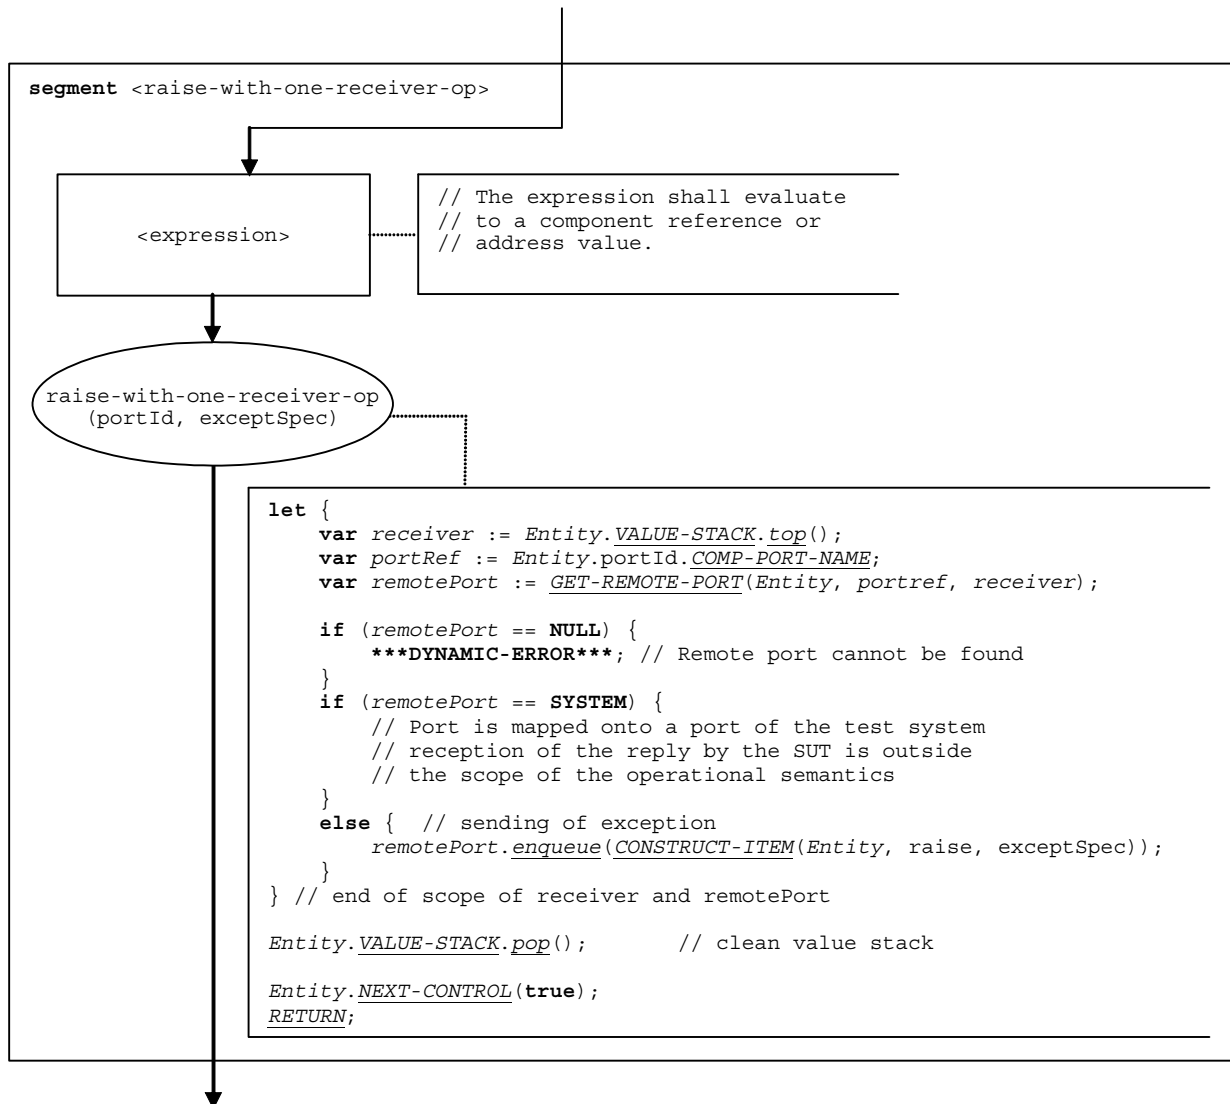 segment <raise-with-one-receiver-op>
<expression>
// The expression shall evaluate
// to a component reference or
// address value.
raise-with-one-receiver-op
(portId, exceptSpec)
let {
var receiver := Entity.VALUE-STACK.top();
var portRef := Entity.portId.COMP-PORT-NAME;
var remotePort := GET-REMOTE-PORT(Entity, portref, receiver);
if (remotePort == NULL) {
***DYNAMIC-ERROR***; // Remote port cannot be found
}
if (remotePort == SYSTEM) {
// Port is mapped onto a port of the test system
// reception of the reply by the SUT is outside
// the scope of the operational semantics
}
else { // sending of exception
remotePort.enqueue(CONSTRUCT-ITEM(Entity, raise, exceptSpec));
}
} // end of scope of receiver and remotePort
Entity.VALUE-STACK.pop(); // clean value stack
Entity.NEXT-CONTROL(true);
RETURN;